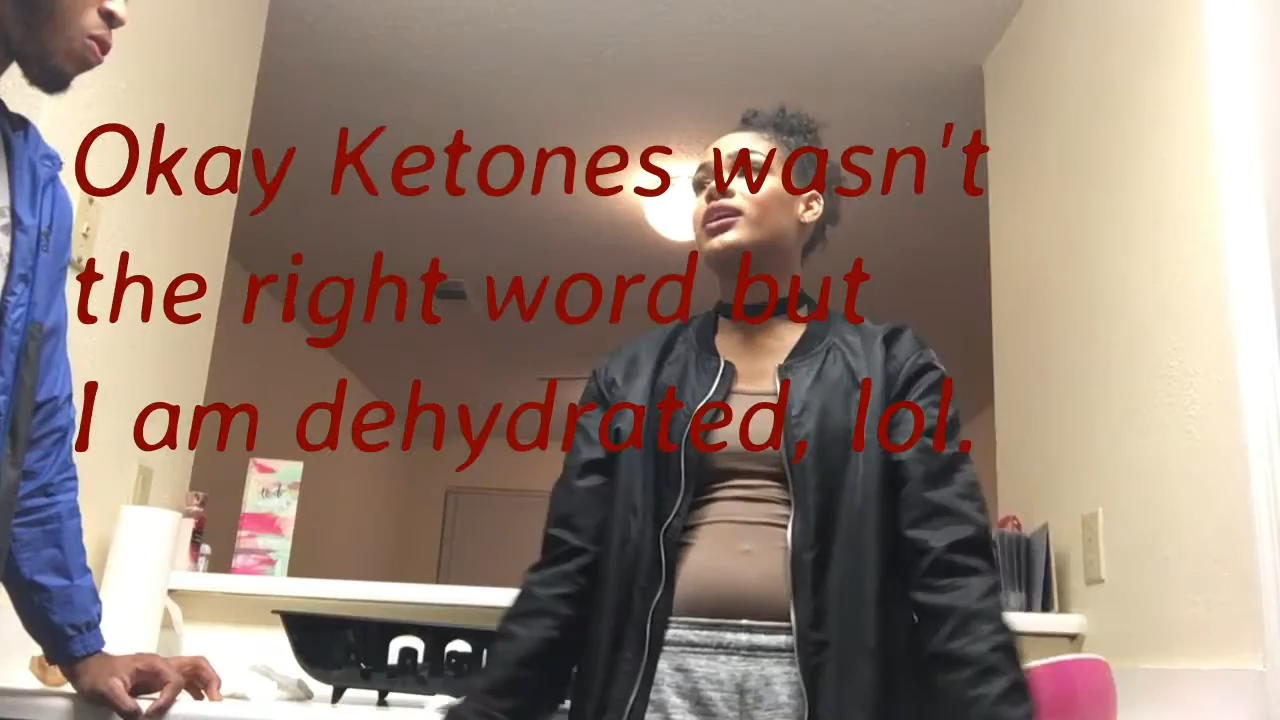 Okay Ketones wasn't
the right word but
I am dehydrated, lol.